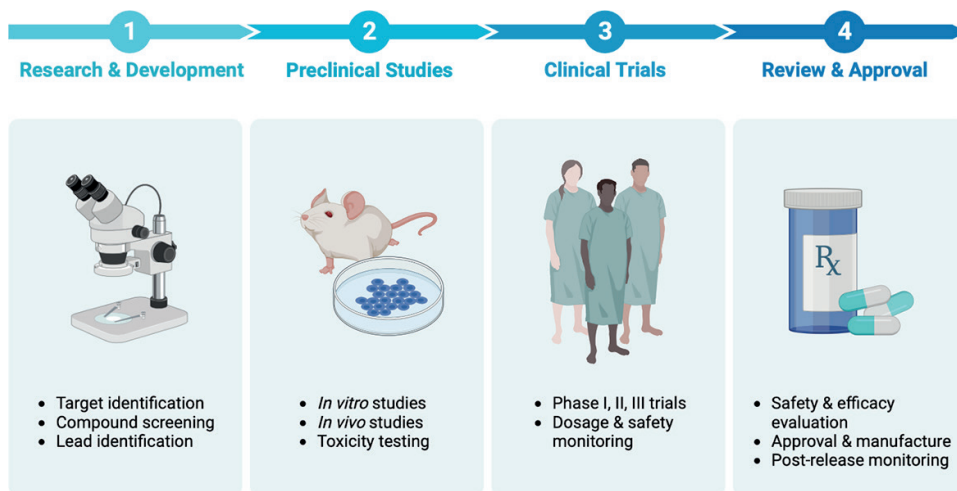 1
Research & Development
2
Preclinical Studies
3
Clinical Trials
4
Review & Approval
• Target identification
• Compound screening
• Lead identification
• In vitro studies
• In vivo studies
• Toxicity testing
• Phase I, II, III trials
• Dosage & safety
monitoring
Rx
• Safety & efficacy
evaluation
• Approval & manufacture
• Post-release monitoring